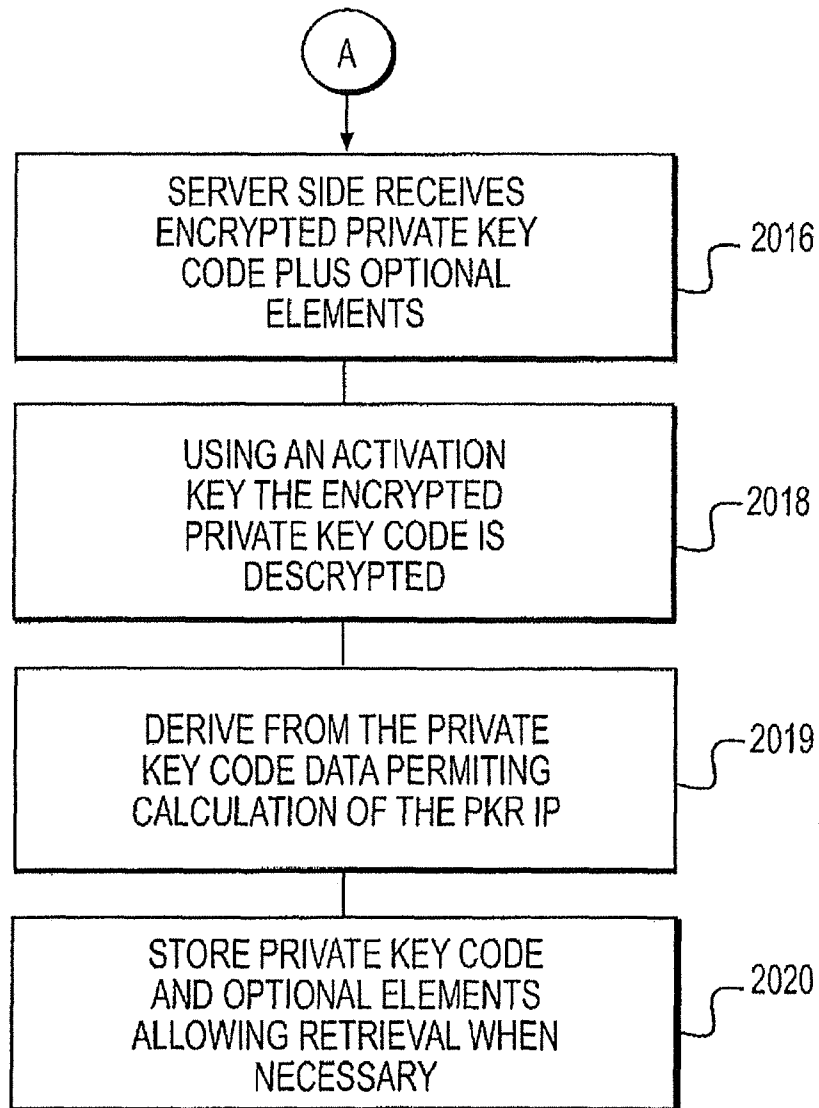 A
SERVER SIDE RECEIVES
ENCRYPTED PRIVATE KEY
CODE PLUS OPTIONAL
ELEMENTS
2016
USING AN ACTIVATION
KEY THE ENCRYPTED
PRIVATE KEY CODE IS
DESCRYPTED
2018
DERIVE FROM THE PRIVATE
KEY CODE DATA PERMITING
CALCULATION OF THE PKR IP
2019
STORE PRIVATE KEY CODE
AND OPTIONAL ELEMENTS
ALLOWING RETRIEVAL WHEN
NECESSARY
2020